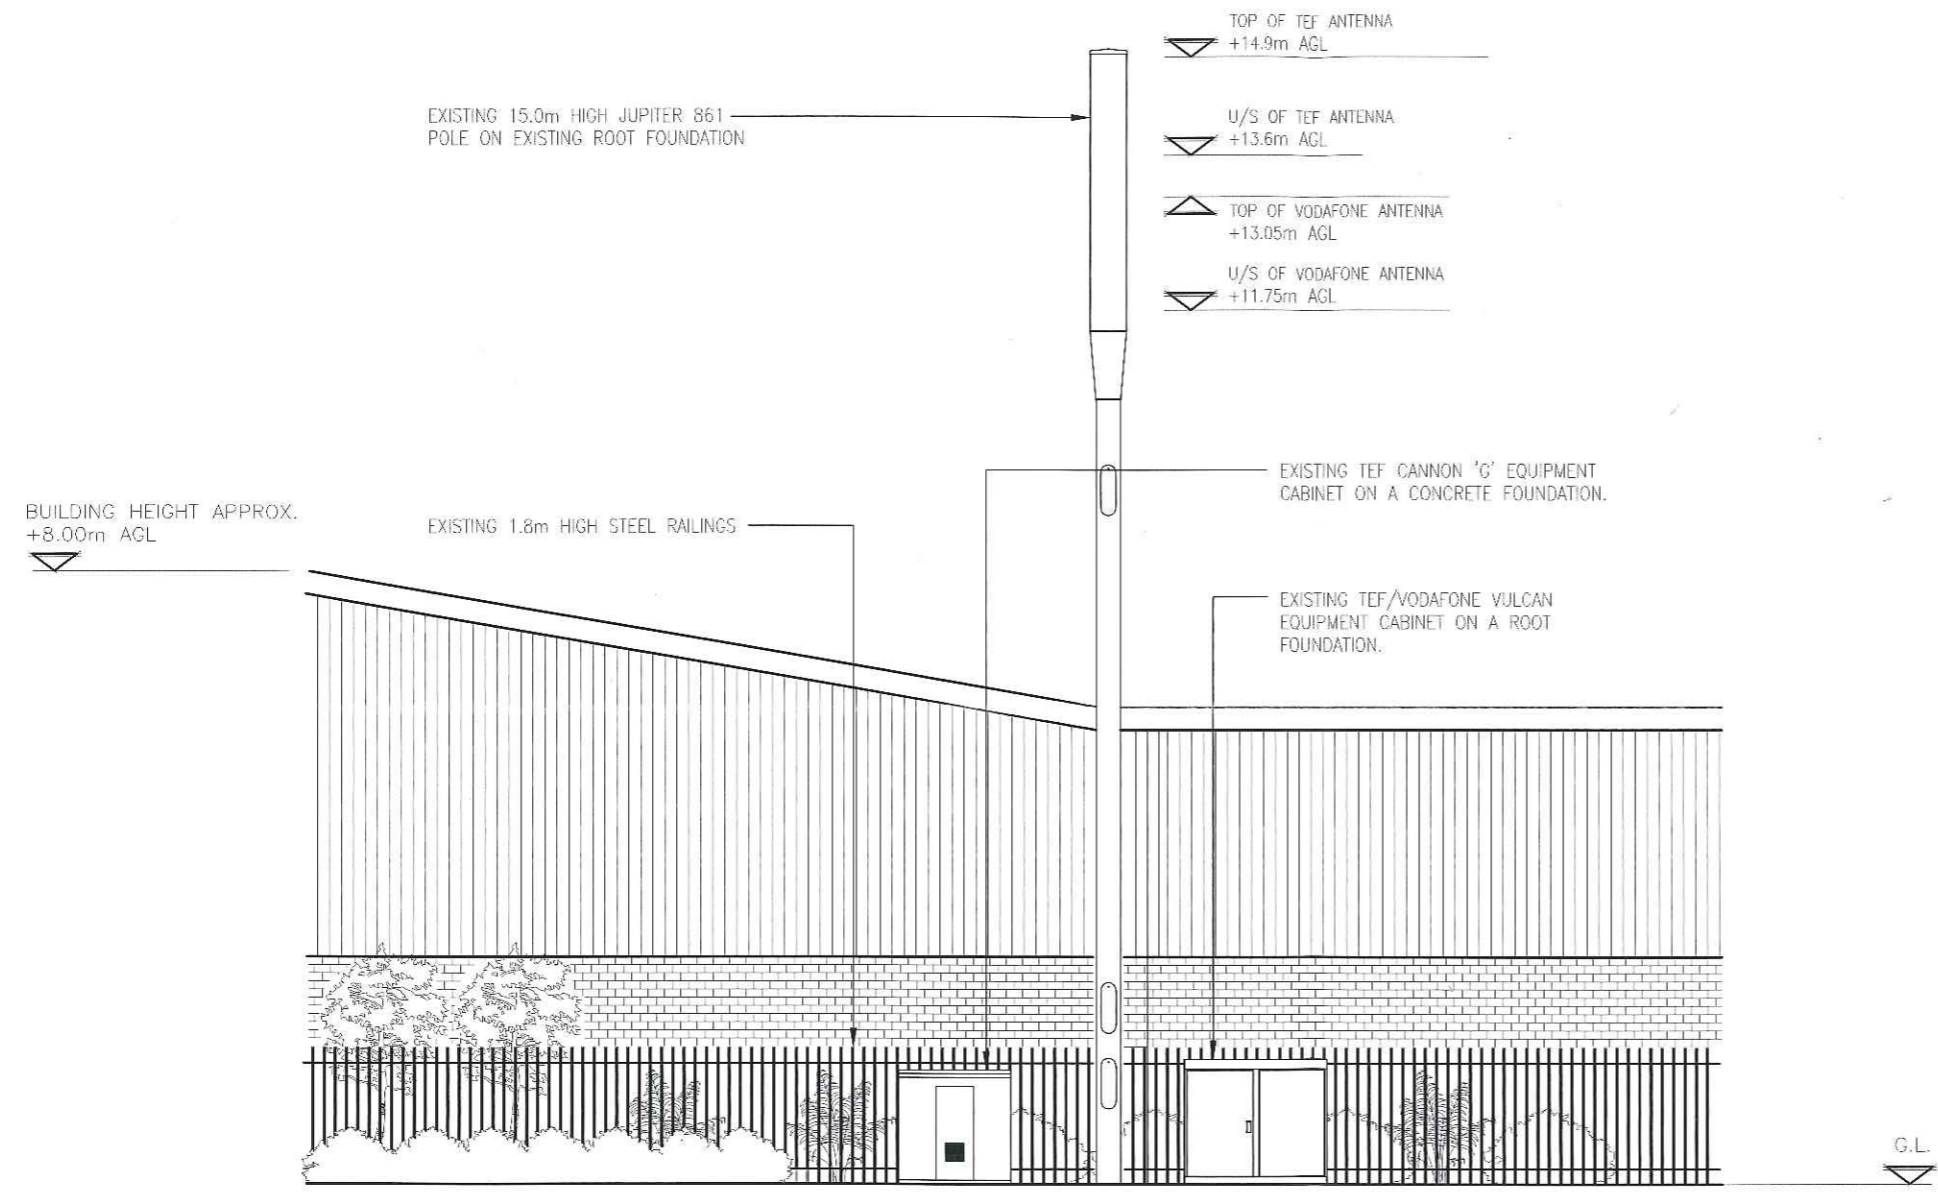 TOP OF TEF ANTENNA
+14.9m AGL
EXISTING 15.0m HIGH JUPITER 861
POLE ON EXISTING ROOT FOUNDATION
U/S OF TEF ANTENNA
+13.6m AGL
TOP OF VODAFONE ANTENNA
+13.05m AGL
U/S OF VODAFONE ANTENNA
+11.75m AGL
EXISTING TEF CANNON 'G' EQUIPMENT
CABINET ON A CONCRETE FOUNDATION.
BUILDING HEIGHT APPROX.
+8.00m AGL
EXISTING 1.8m HIGH STEEL RAILINGS
EXISTING TEF/VODAFONE VULCAN
EQUIPMENT CABINET ON A ROOT
FOUNDATION.
G.L.